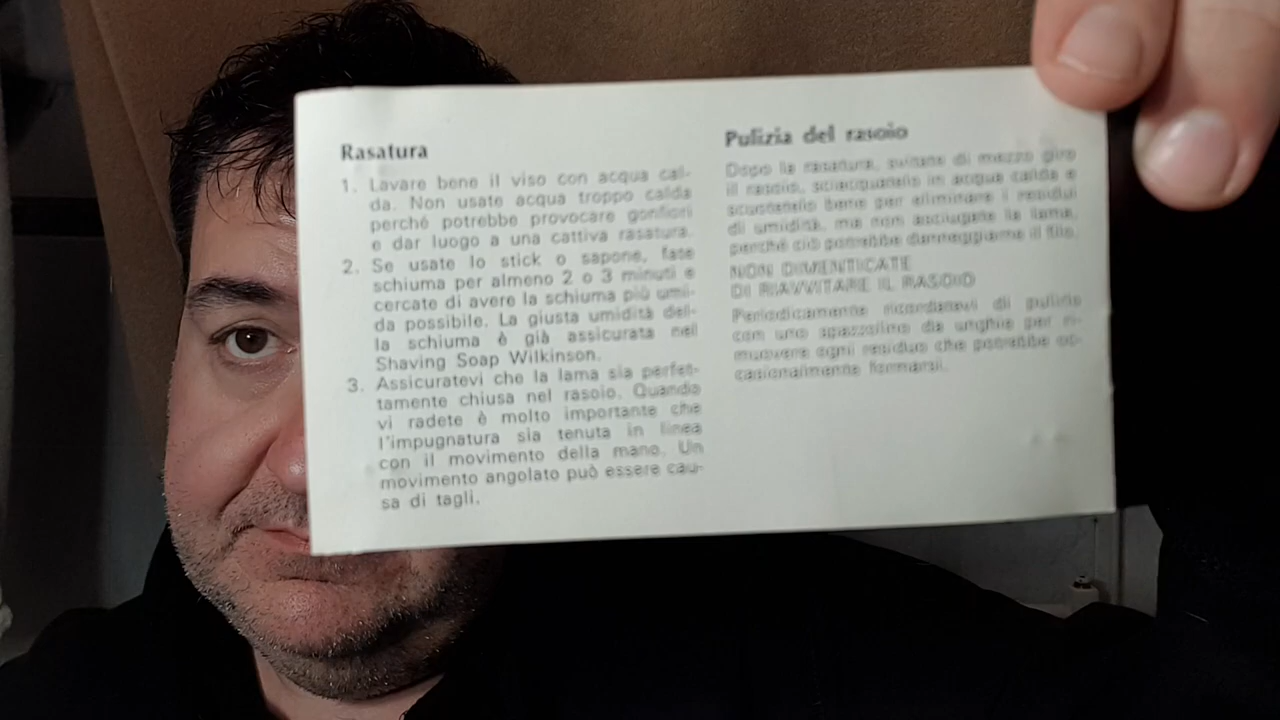 Rasatura
1. Lavare bene il viso con acqua cal-
da. Non usate acqua troppo calda
perché potrebbe provocare gonfiori
e dar luogo a una cattiva rasatura.
2. Se usate lo stick o sapone, fate
schiuma per almeno 2 o 3 minuti e
cercate di avere la schiuma più umi-
da possibile. La giusta umidità del-
la schiuma è già assicurata nel
Shaving Soap Wilkinson.
3. Assicuratevi che la lama sia perfet-
tamente chiusa nel rasoio. Quando
vi radete è molto importante che
l'impugnatura sia tenuta in linea
con il movimento della mano. Un
movimento angolato può essere cau-
sa di tagli.
Pulizia del rasoio
Dopo la rasatura, svitate di mezzo giro
il rasoio, sciacquatelo in acqua calda e
scuotetelo bene per eliminare i residui
di umidità, ma non asciugate la lama,
perché ciò potrebbe danneggiarne il filo.
NON DIMENTICATE
DI RIAVVITARE IL RASOIO
Periodicamente ricordatevi di pulirlo
con uno spazzolino da unghie per ri-
muovere ogni residuo che potrebbe oc-
casionalmente formarsi.